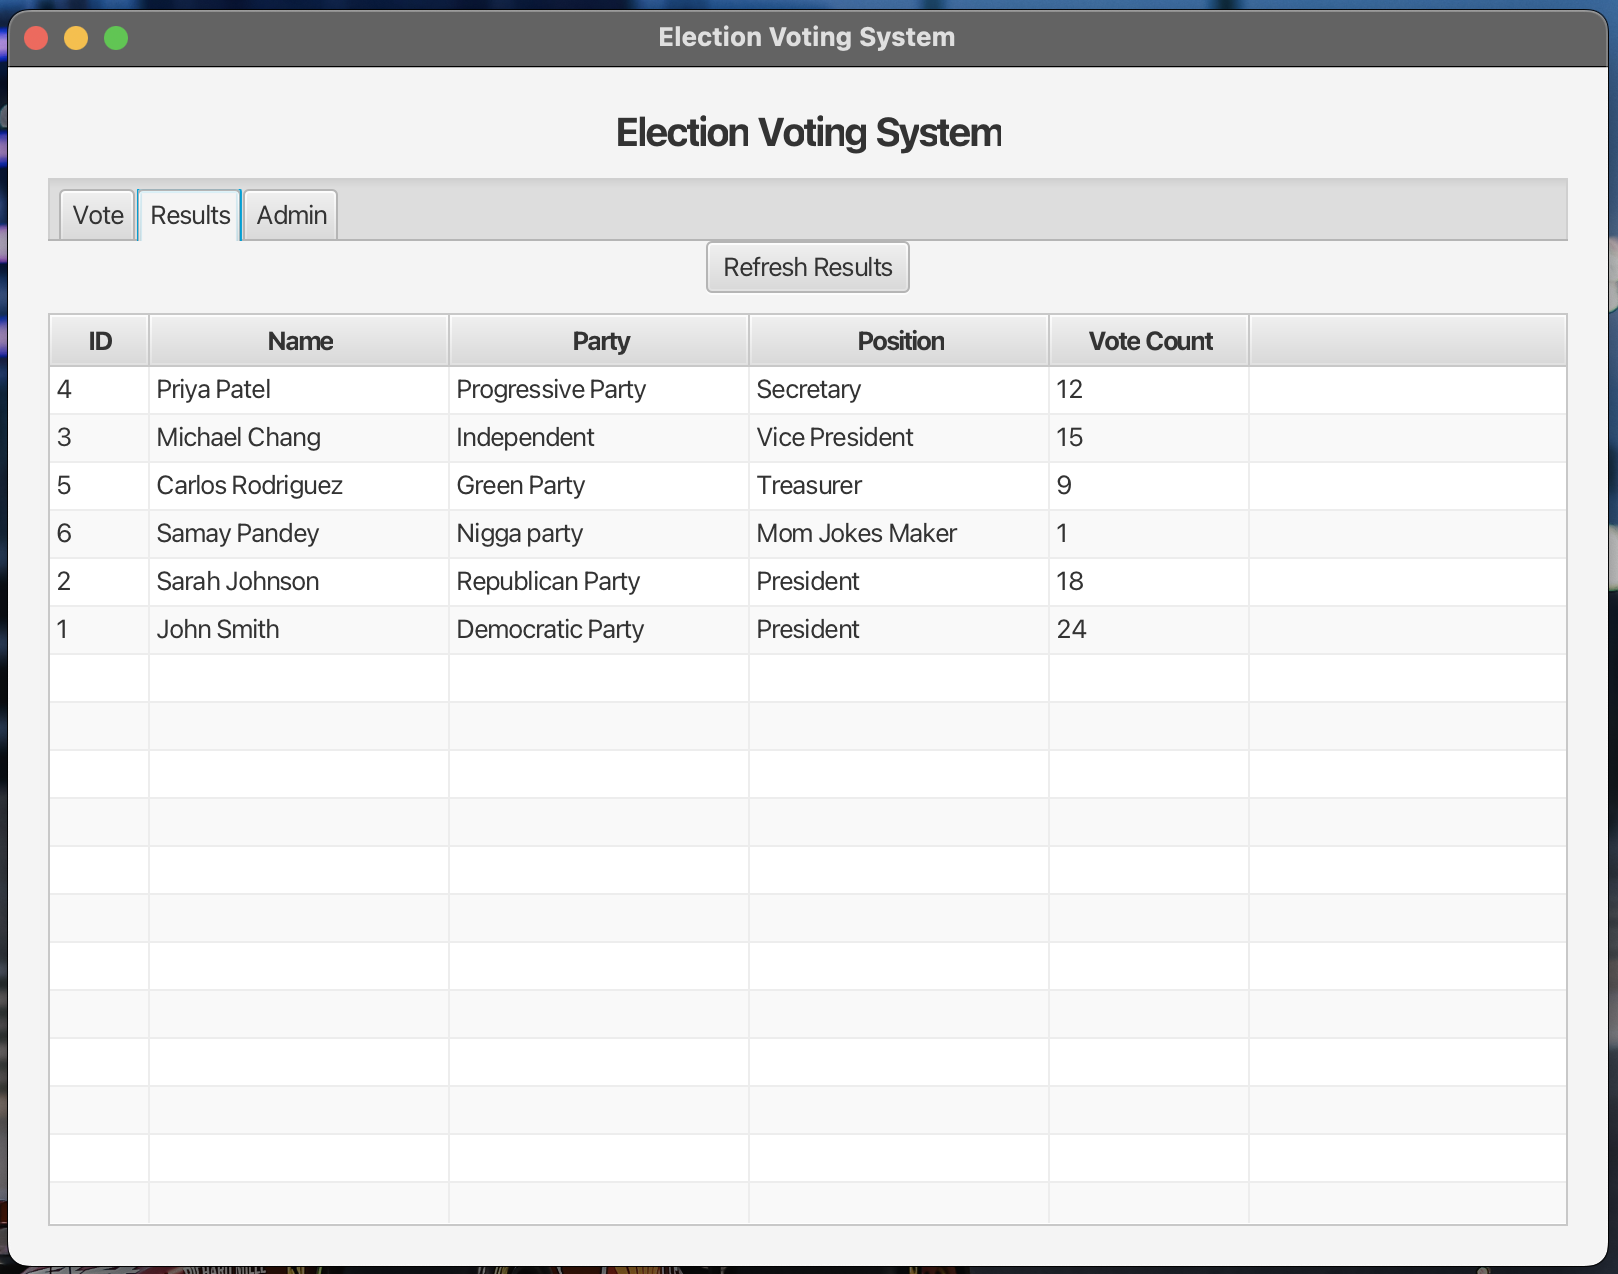 Election Voting System
Election Voting System
Vote Results Admin
Refresh Results
ID Name Party Position Vote Count
4 Priya Patel Progressive Party Secretary 12
3 Michael Chang Independent Vice President 15
5 Carlos Rodriguez Green Party Treasurer 9
6 Samay Pandey Nigga party Mom Jokes Maker 1
2 Sarah Johnson Republican Party President 18
1 John Smith Democratic Party President 24